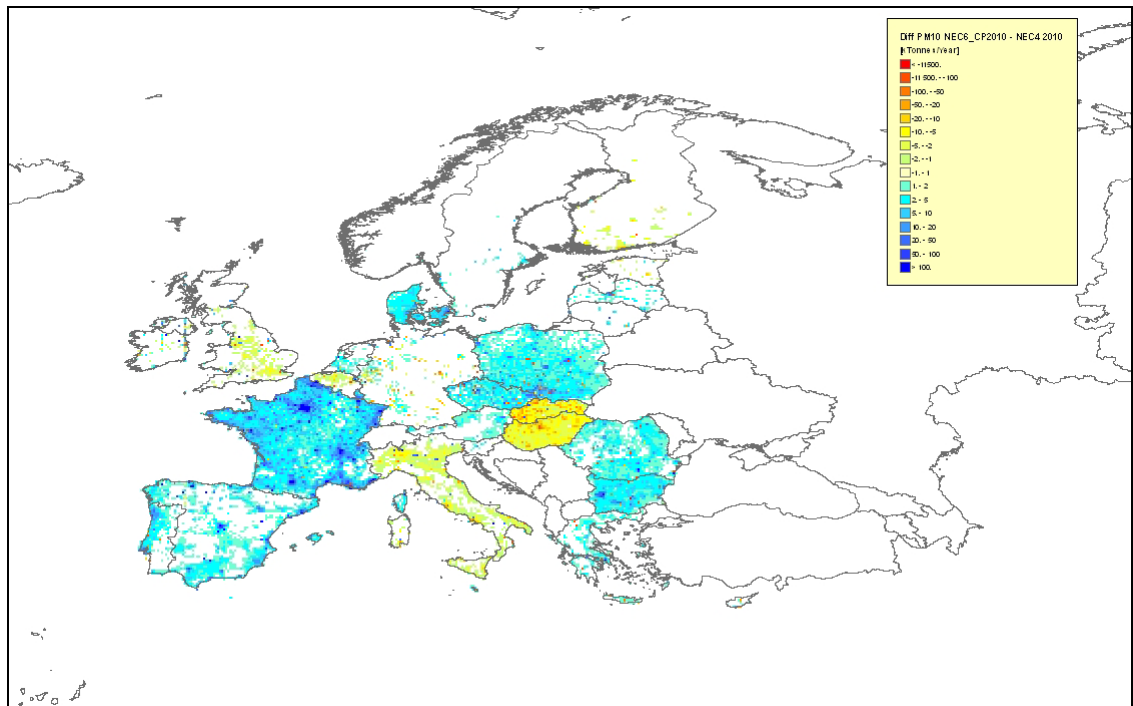 Diff PM10 NEC6_CP2010 - NEC4 2010
[kTonnes/Year]
< -11500.
-11500. - -100
-100. - -50
-50. - -20
-20. - -10
-10. - -5
-5. - -2
-2. - -1
-1. - 1
1. - 2
2. - 5
5. - 10
10. - 20
20. - 50
50. - 100
> 100.